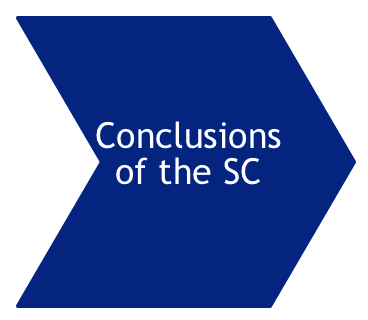 Conclusions
of the SC